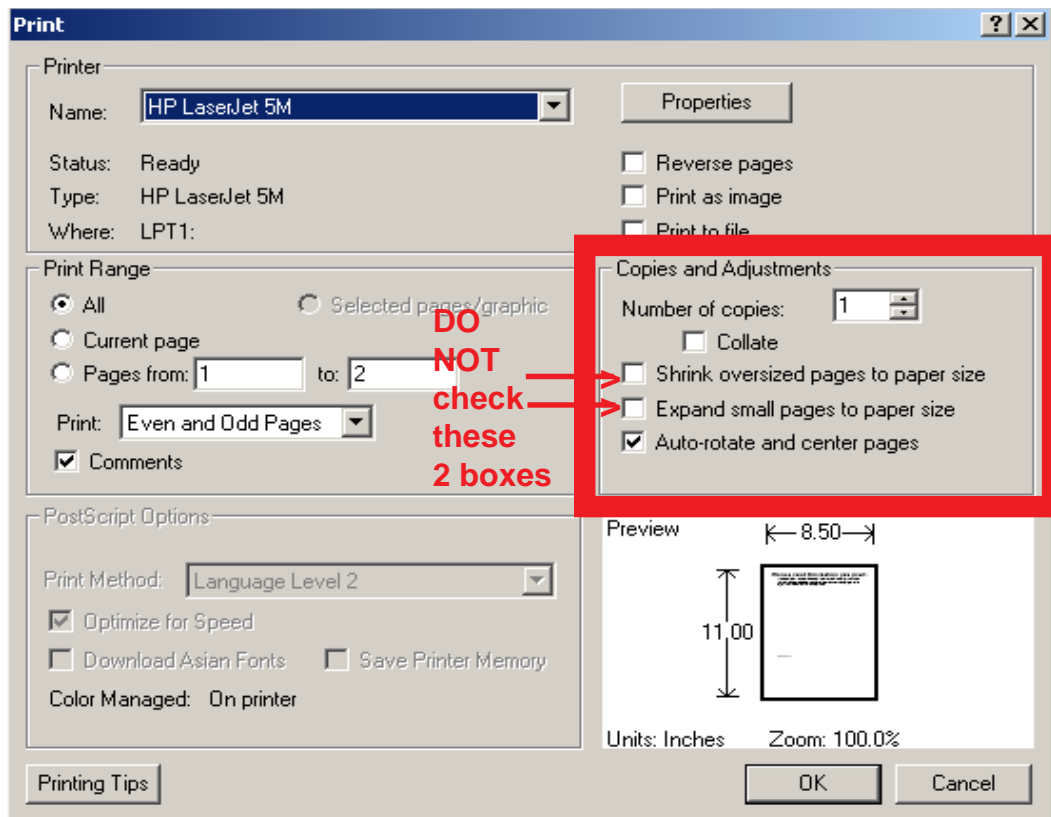 Print
Printer
Name: HP LaserJet 5M
Properties
Status: Ready
Type: HP LaserJet 5M
Where: LPT1:
Reverse pages
Print as image
Print to file
Print Range
All
Selected pages/graphic
Current page
Pages from: 1 to: 2
Print: Even and Odd Pages
Comments
DO
NOT
check
these
2 boxes
Copies and Adjustments
Number of copies: 1
Collate
Shrink oversized pages to paper size
Expand small pages to paper size
Auto-rotate and center pages
PostScript Options
Print Method: Language Level 2
Optimize for Speed
Download Asian Fonts
Save Printer Memory
Color Managed: On printer
Preview
8.50
11.00
Units: Inches Zoom: 100.0%
Printing Tips
OK
Cancel